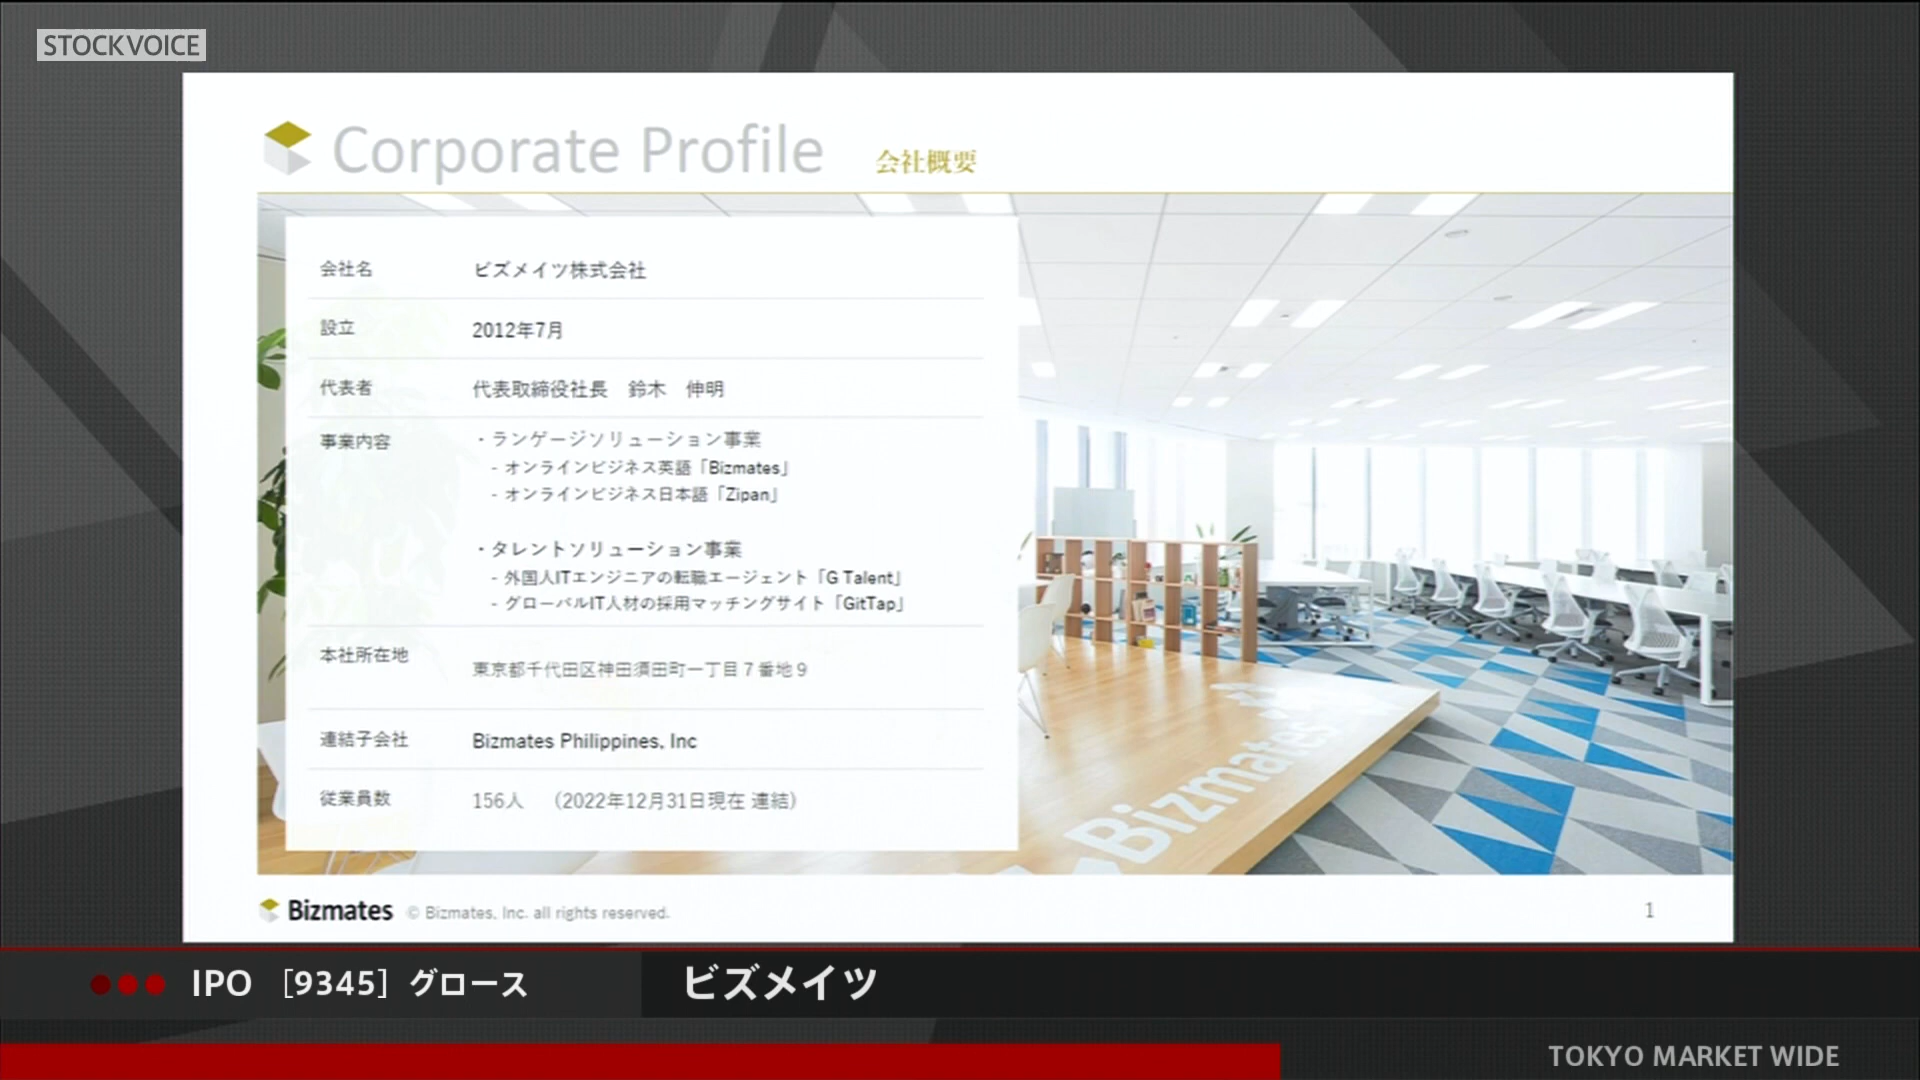 STOCKVOICE
Corporate Profile 会社概要
会社名 ビズメイツ株式会社
設立 2012年7月
代表者 代表取締役社長 鈴木 伸明
事業内容 ・ランゲージソリューション事業
- オンラインビジネス英語「Bizmates」
- オンラインビジネス日本語「Zipan」
・タレントソリューション事業
- 外国人ITエンジニアの転職エージェント「G Talent」
- グローバルIT人材の採用マッチングサイト「GitTap」
本社所在地 東京都千代田区神田須田町一丁目7番地9
連結子会社 Bizmates Philippines, Inc
従業員数 156人 （2022年12月31日現在 連結）
Bizmates
Bizmates © Bizmates, Inc. all rights reserved. 1
IPO [9345] グロース ビズメイツ
TOKYO MARKET WIDE